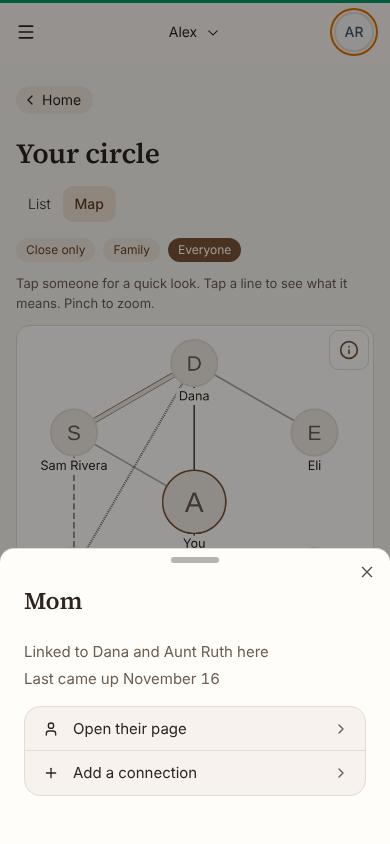 Alex
AR
Home
Your circle
List
Map
Close only
Family
Everyone
Tap someone for a quick look. Tap a line to see what it
means. Pinch to zoom.
D
Dana
S
Sam Rivera
E
Eli
A
You
Mom
Linked to Dana and Aunt Ruth here
Last came up November 16
Open their page
Add a connection